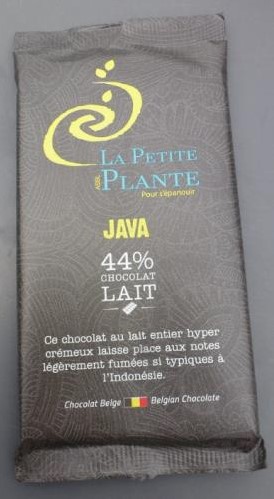 LA PETITE
ASBL PLANTE
Pour s'épanouir
JAVA
44%
CHOCOLAT
LAIT
Ce chocolat au lait entier hyper
crémeux laisse place aux notes
légèrement fumées si typiques à
l'Indonésie.
Chocolat Belge Belgian Chocolate